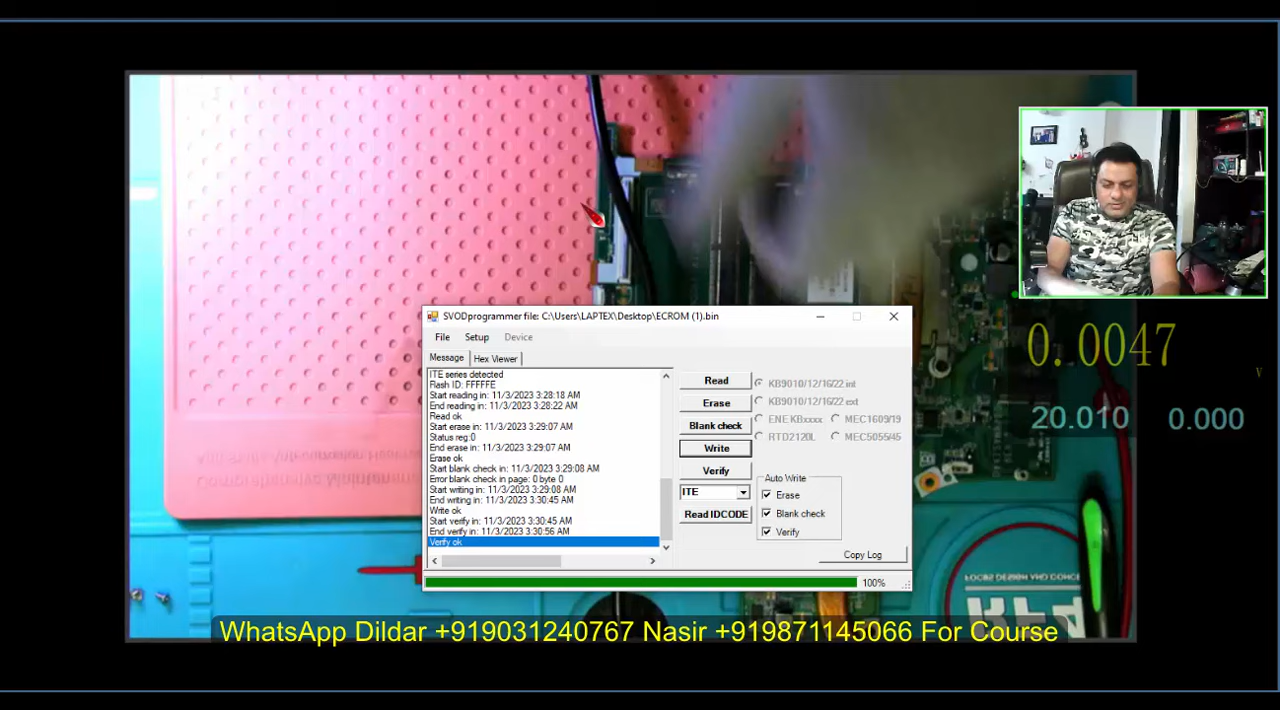 SVODprogrammer file: C:\Users\LAPTEX\Desktop\ECROM (1).bin
File Setup Device
Message Hex Viewer
ITE series detected
Flash ID: FFFFFE
Start reading in: 11/3/2023 3:28:18 AM
End reading in: 11/3/2023 3:28:22 AM
Read ok
Start erase in: 11/3/2023 3:29:07 AM
Status reg:0
End erase in: 11/3/2023 3:29:07 AM
Erase ok
Start blank check in: 11/3/2023 3:29:08 AM
Error blank check in page: 0 byte 0
Start writing in: 11/3/2023 3:29:08 AM
End writing in: 11/3/2023 3:30:45 AM
Write ok
Start verify in: 11/3/2023 3:30:45 AM
End verify in: 11/3/2023 3:30:56 AM
Verify ok
Read
Erase
Blank check
Write
Verify
ITE
Read IDCODE
KB9010/12/16/22 int
KB9010/12/16/22 ext
ENE KBxxxx MEC1609/19
RTD2120L MEC5055/45
Auto Write
Erase
Blank check
Verify
Copy Log
100%
0.0047 v
20.010 0.000
WhatsApp Dildar +919031240767 Nasir +919871145066 For Course